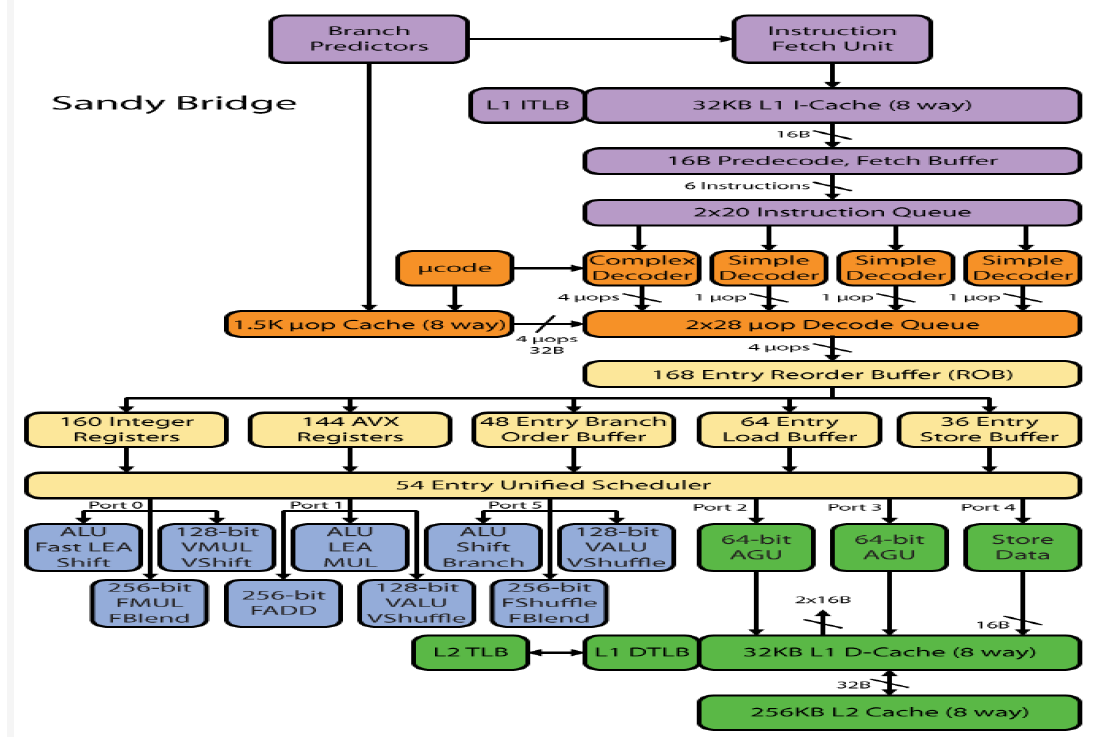 Branch
Predictors
Instruction
Fetch Unit
Sandy Bridge
L1 ITLB
32KB L1 I-Cache (8 way)
16B
16B Predecode, Fetch Buffer
6 Instructions
2x20 Instruction Queue
μcode
Complex
Decoder
Simple
Decoder
Simple
Decoder
Simple
Decoder
4 μops
1 μop
1 μop
1 μop
1.5K μop Cache (8 way)
4 μops
32B
2x28 μop Decode Queue
4 μops
168 Entry Reorder Buffer (ROB)
160 Integer
Registers
144 AVX
Registers
48 Entry Branch
Order Buffer
64 Entry
Load Buffer
36 Entry
Store Buffer
54 Entry Unified Scheduler
Port 0
Port 1
Port 5
Port 2
Port 3
Port 4
ALU
Fast LEA
Shift
128-bit
VMUL
VShift
ALU
LEA
MUL
ALU
Shift
Branch
128-bit
VALU
VShuffle
64-bit
AGU
64-bit
AGU
Store
Data
256-bit
FMUL
FBlend
256-bit
FADD
128-bit
VALU
VShuffle
256-bit
FShuffle
FBlend
2x16B
16B
L2 TLB
L1 DTLB
32KB L1 D-Cache (8 way)
32B
256KB L2 Cache (8 way)